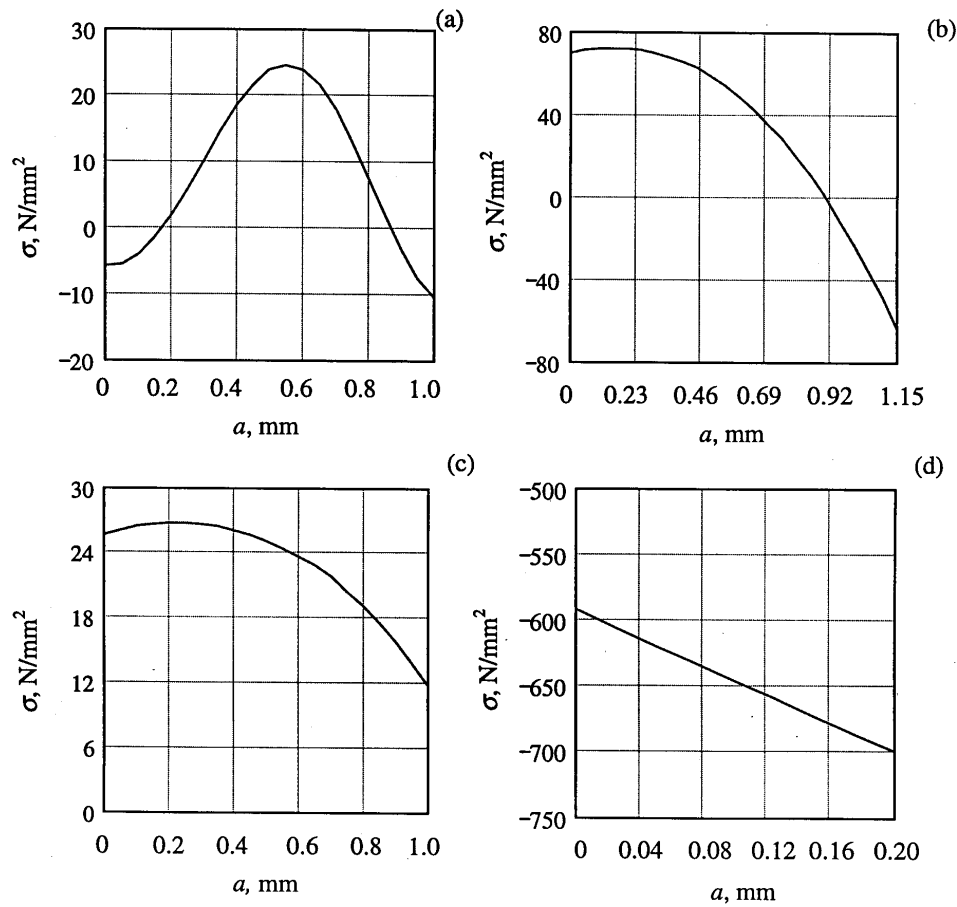 (a)
30
20
10
0
−10
−20
σ, N/mm²
0 0.2 0.4 0.6 0.8 1.0
a, mm
(b)
80
40
0
−40
−80
σ, N/mm²
0 0.23 0.46 0.69 0.92 1.15
a, mm
(c)
30
24
18
12
6
0
σ, N/mm²
0 0.2 0.4 0.6 0.8 1.0
a, mm
(d)
−500
−550
−600
−650
−700
−750
σ, N/mm²
0 0.04 0.08 0.12 0.16 0.20
a, mm